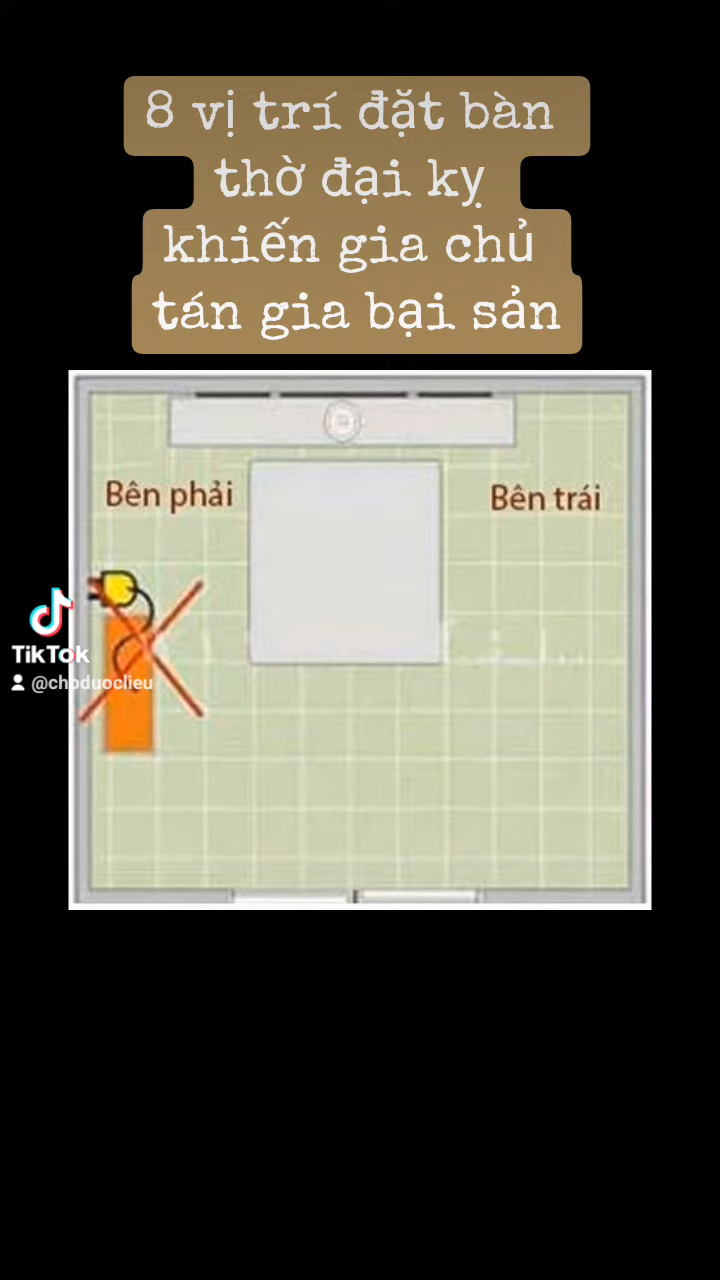 8 vị trí đặt bàn
thờ đại kỵ
khiến gia chủ
tán gia bại sản
Bên phải
Bên trái
TikTok
@choduoclieu